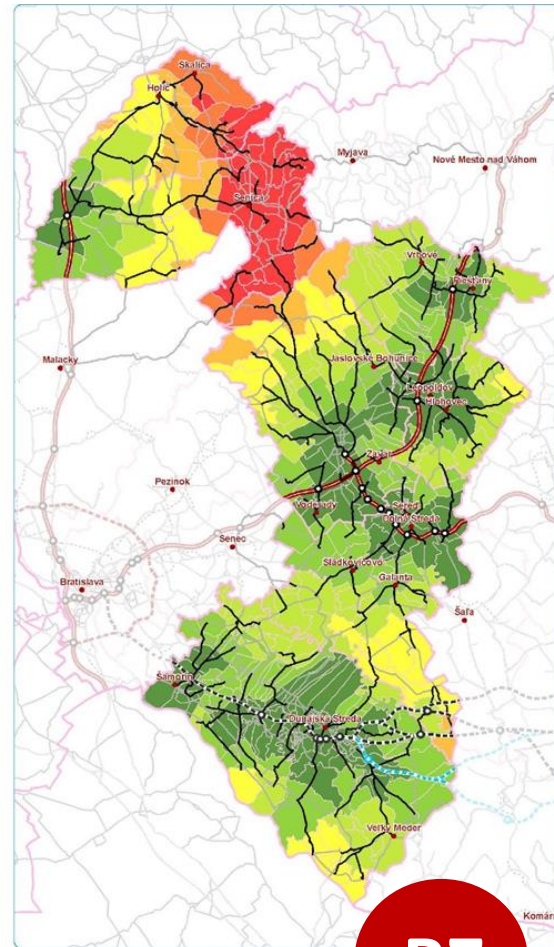 Skalica
Holíč
Myjava
Nové Mesto nad Váhom
Senica
Vrbové
Piešťany
Malacky
Jaslovské Bohunice
Leopoldov
Hlohovec
Pezinok
Voderady
Sereď
Dolná Streda
Senec
Sládkovičovo
Galanta
Bratislava
Šaľa
Šamorín
Dunajská Streda
Veľký Meder